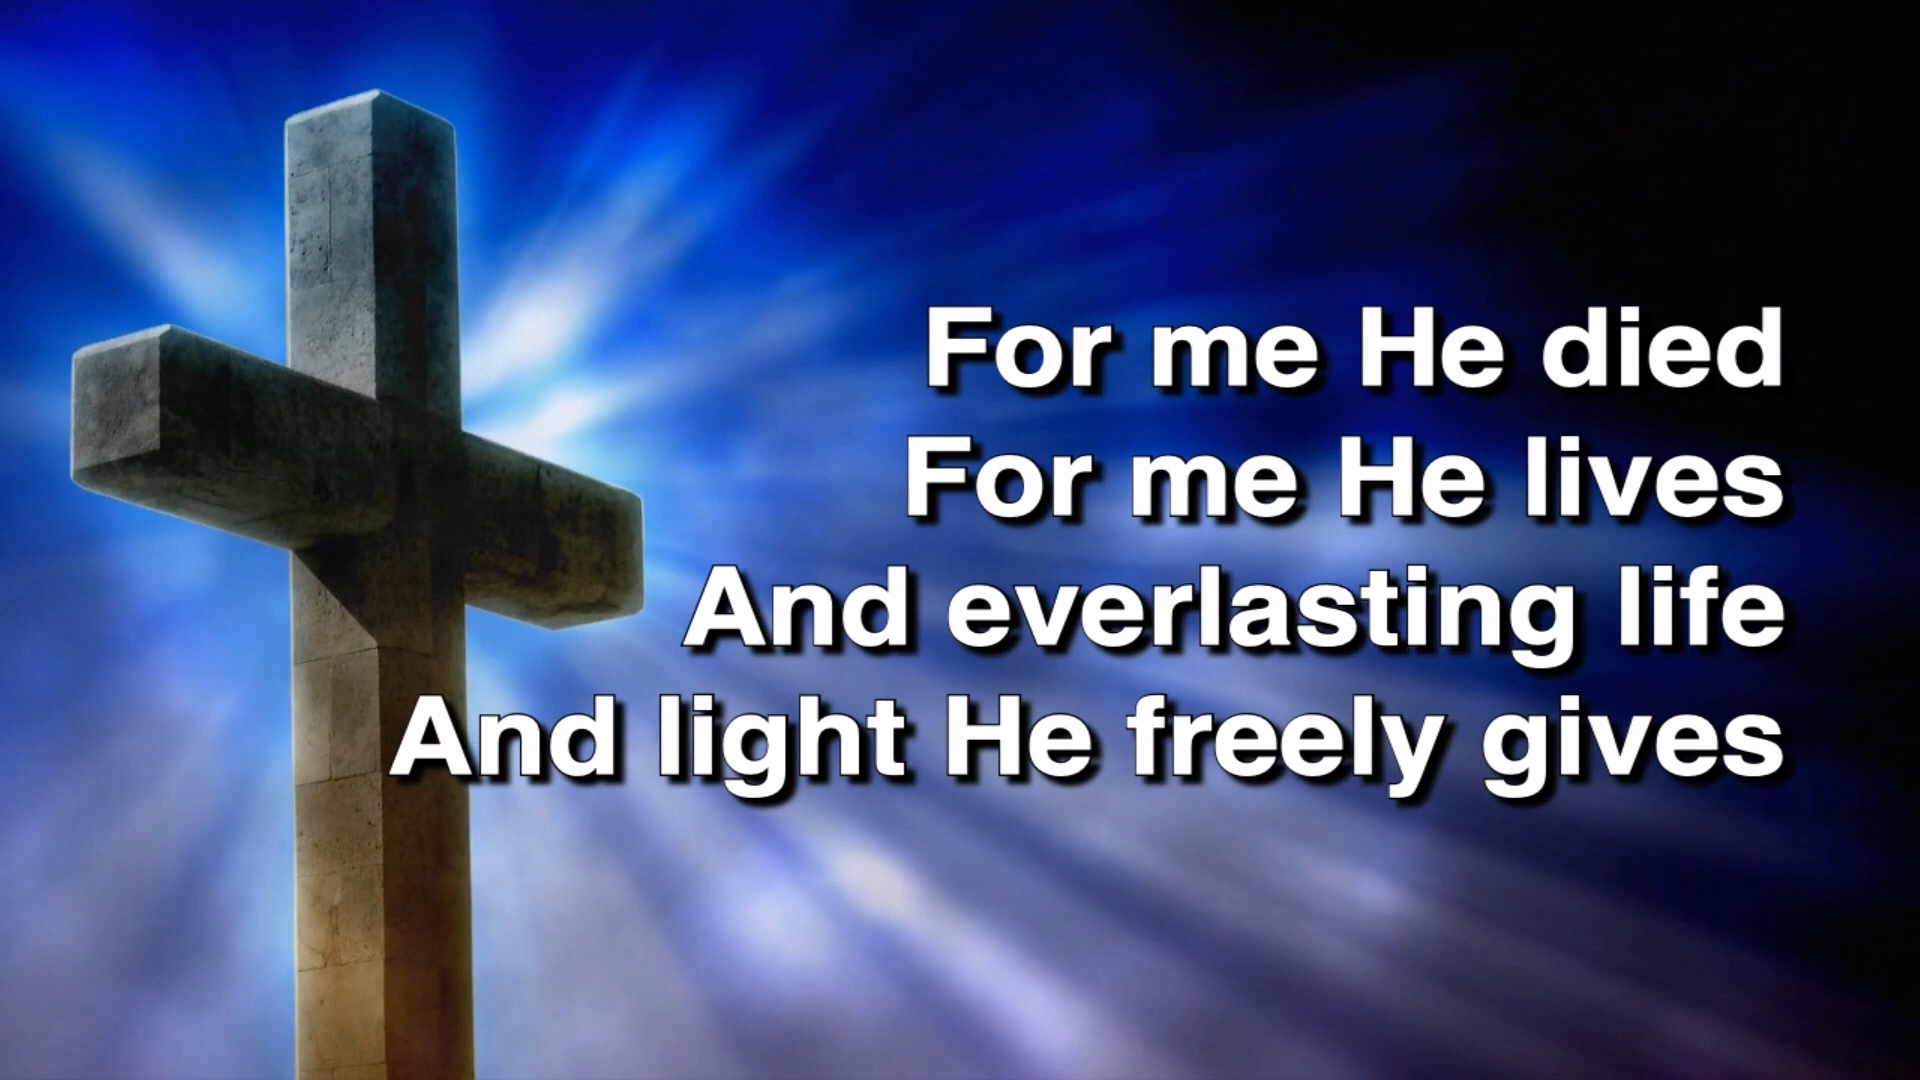 For me He died
For me He lives
And everlasting life
And light He freely gives